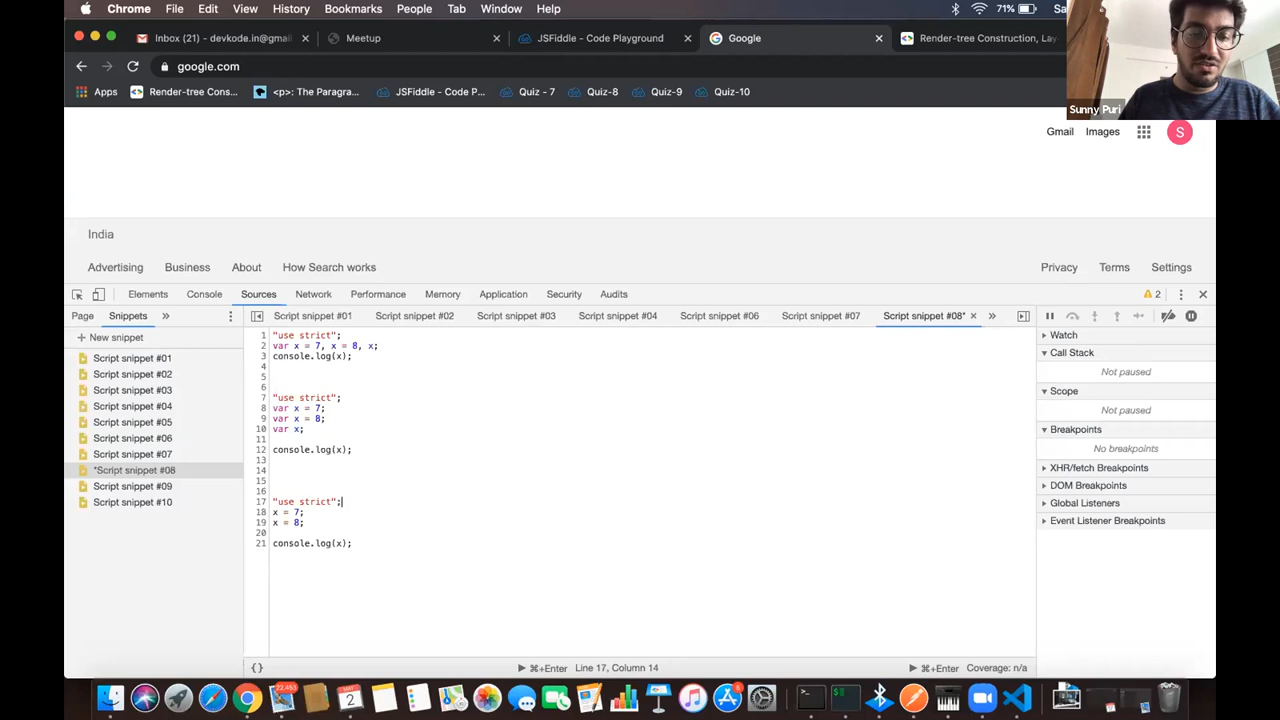 Chrome File Edit View History Bookmarks People Tab Window Help 71% Sa
Inbox (21) - devkode.in@gmai Meetup JSFiddle - Code Playground Google Render-tree Construction, Lay
google.com
Apps Render-tree Cons... <p>: The Paragra... JSFiddle - Code P... Quiz - 7 Quiz-8 Quiz-9 Quiz-10
Sunny Puri
Gmail Images S
India
Advertising Business About How Search works Privacy Terms Settings
Elements Console Sources Network Performance Memory Application Security Audits 2
Page Snippets » Script snippet #01 Script snippet #02 Script snippet #03 Script snippet #04 Script snippet #06 Script snippet #07 Script snippet #08* × »
+ New snippet
Script snippet #01
Script snippet #02
Script snippet #03
Script snippet #04
Script snippet #05
Script snippet #06
Script snippet #07
*Script snippet #08
Script snippet #09
Script snippet #10
1 "use strict";
2 var x = 7, x = 8, x;
3 console.log(x);
4
5
6
7 "use strict";
8 var x = 7;
9 var x = 8;
10 var x;
11
12 console.log(x);
13
14
15
16
17 "use strict";
18 x = 7;
19 x = 8;
20
21 console.log(x);
Watch
Call Stack
Not paused
Scope
Not paused
Breakpoints
No breakpoints
XHR/fetch Breakpoints
DOM Breakpoints
Global Listeners
Event Listener Breakpoints
{} ⌘+Enter Line 17, Column 14 ⌘+Enter Coverage: n/a
22,453
2